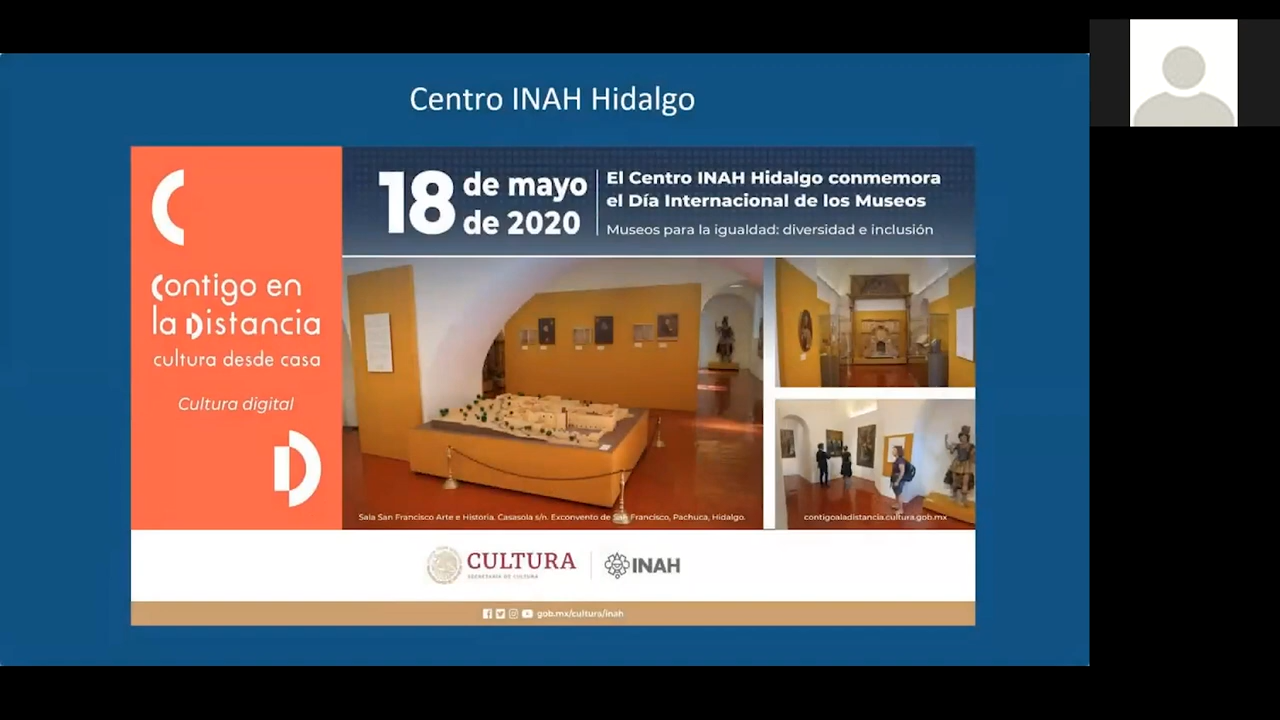 Centro INAH Hidalgo
18 de mayo
de 2020
El Centro INAH Hidalgo conmemora
el Día Internacional de los Museos
Museos para la igualdad: diversidad e inclusión
Contigo en
la Distancia
cultura desde casa
Cultura digital
Sala San Francisco Arte e Historia. Casasola s/n. Exconvento de San Francisco, Pachuca, Hidalgo.
contigoaladistancia.cultura.gob.mx
CULTURA
SECRETARÍA DE CULTURA
INAH
gob.mx/cultura/inah